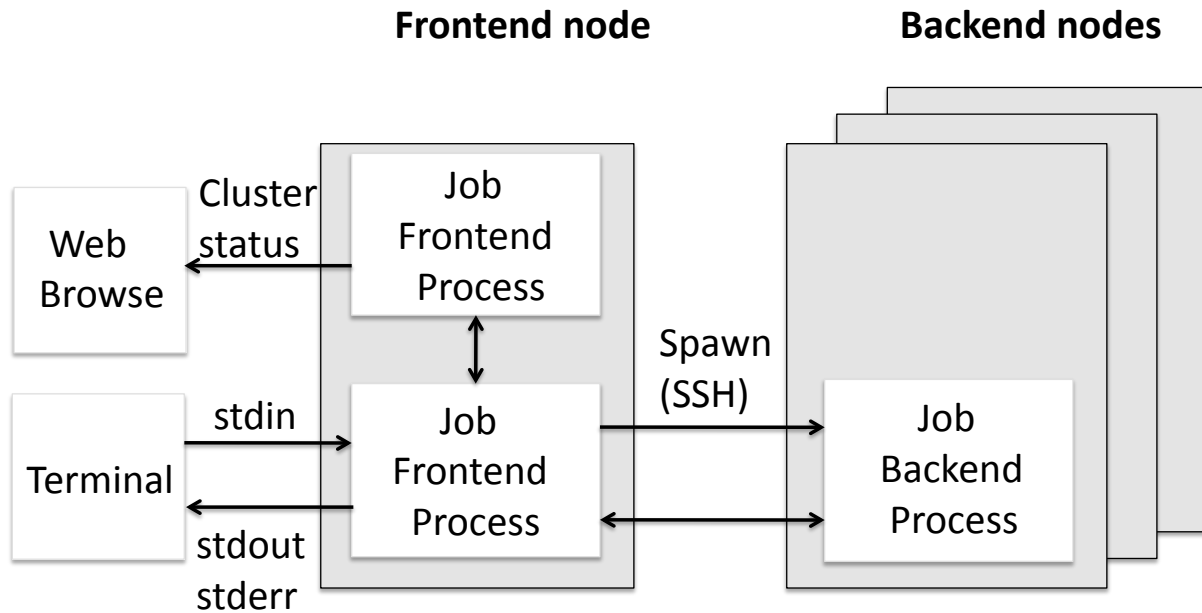 Frontend node
Backend nodes
Web
Browse
Cluster
status
Job
Frontend
Process
Terminal
stdin
stdout
stderr
Job
Frontend
Process
Spawn
(SSH)
Job
Backend
Process